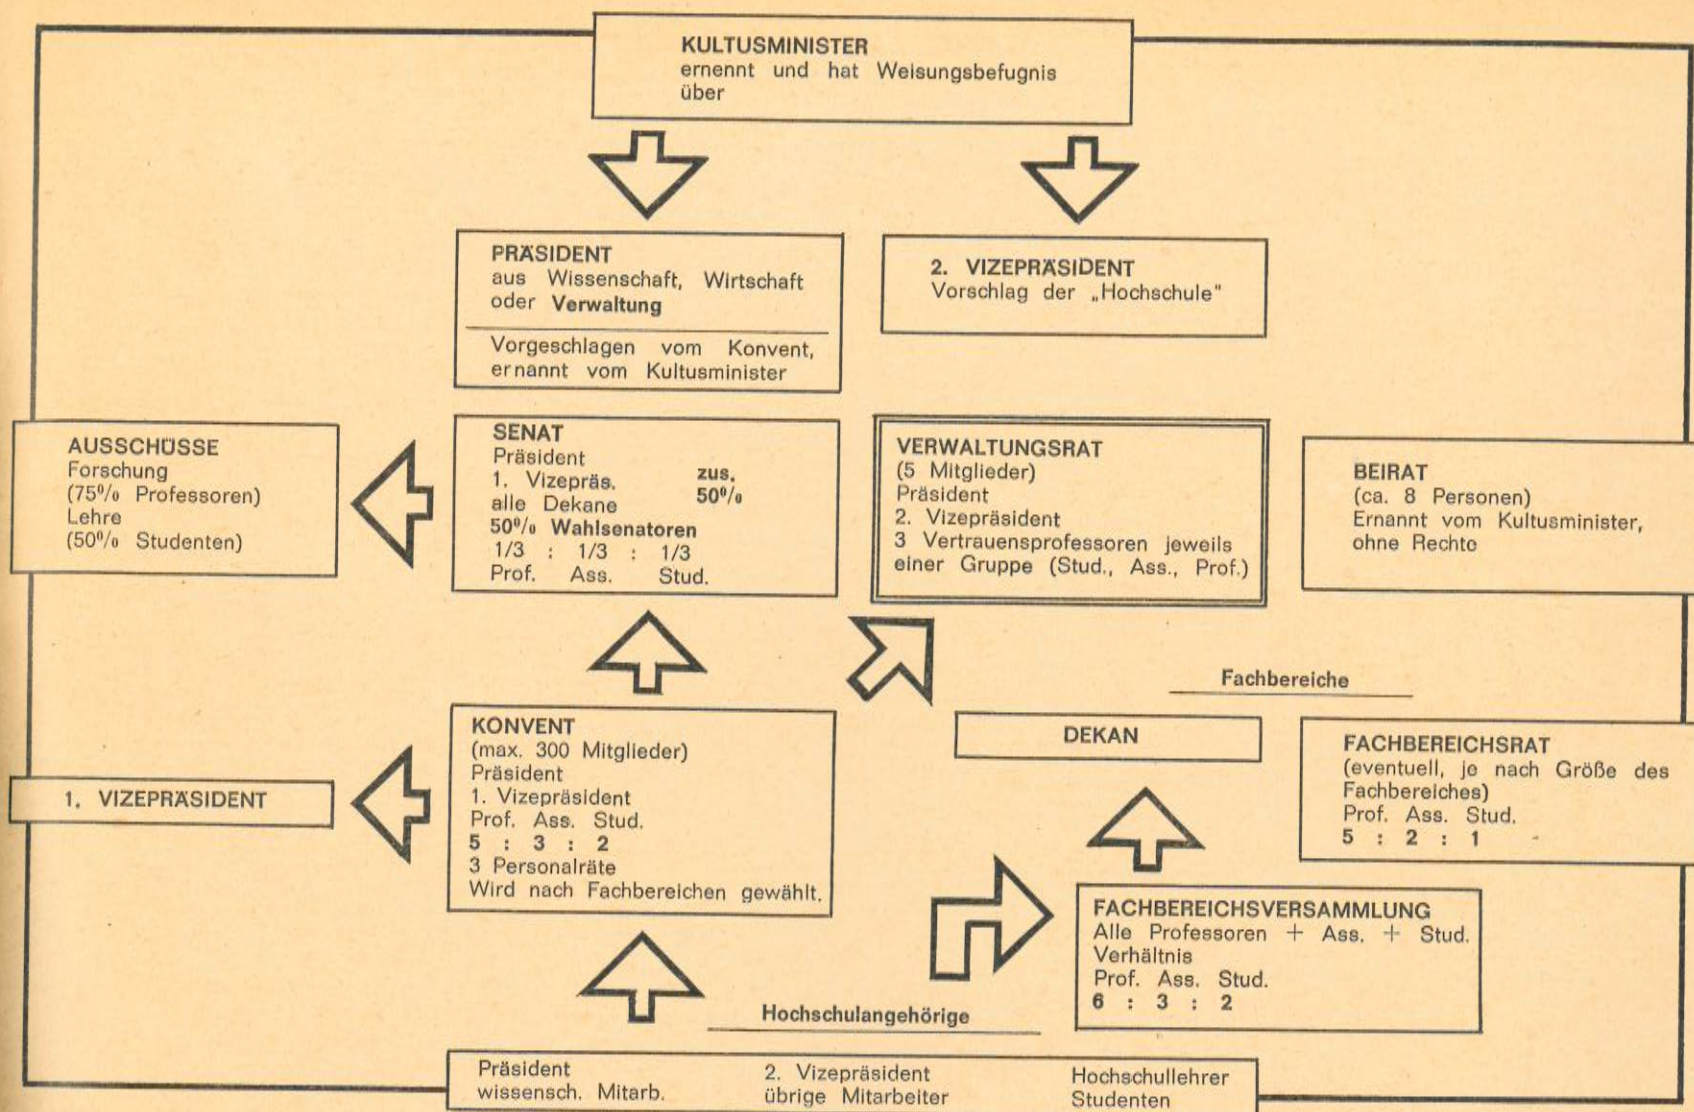 KULTUSMINISTER
ernennt und hat Weisungsbefugnis
über
PRÄSIDENT
aus Wissenschaft, Wirtschaft
oder Verwaltung
Vorgeschlagen vom Konvent,
ernannt vom Kultusminister
2. VIZEPRÄSIDENT
Vorschlag der „Hochschule"
AUSSCHÜSSE
Forschung
(75% Professoren)
Lehre
(50% Studenten)
SENAT
Präsident
1. Vizepräs. zus.
alle Dekane 50%
50% Wahlsenatoren
1/3 : 1/3 : 1/3
Prof. Ass. Stud.
VERWALTUNGSRAT
(5 Mitglieder)
Präsident
2. Vizepräsident
3 Vertrauensprofessoren jeweils
einer Gruppe (Stud., Ass., Prof.)
BEIRAT
(ca. 8 Personen)
Ernannt vom Kultusminister,
ohne Rechte
Fachbereiche
1. VIZEPRÄSIDENT
KONVENT
(max. 300 Mitglieder)
Präsident
1. Vizepräsident
Prof. Ass. Stud.
5 : 3 : 2
3 Personalräte
Wird nach Fachbereichen gewählt.
DEKAN
FACHBEREICHSRAT
(eventuell, je nach Größe des
Fachbereiches)
Prof. Ass. Stud.
5 : 2 : 1
FACHBEREICHSVERSAMMLUNG
Alle Professoren + Ass. + Stud.
Verhältnis
Prof. Ass. Stud.
6 : 3 : 2
Hochschulangehörige
Präsident 2. Vizepräsident Hochschullehrer
wissensch. Mitarb. übrige Mitarbeiter Studenten